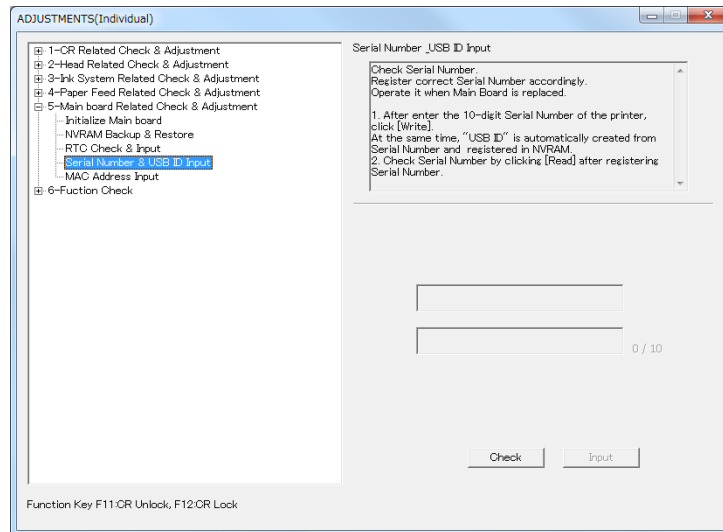 ADJUSTMENTS(Individual)
1-CR Related Check & Adjustment
2-Head Related Check & Adjustment
3-Ink System Related Check & Adjustment
4-Paper Feed Related Check & Adjustment
5-Main board Related Check & Adjustment
Initialize Main board
NVRAM Backup & Restore
RTC Check & Input
Serial Number & USB ID Input
MAC Address Input
6-Fuction Check
Serial Number _USB ID Input
Check Serial Number.
Register correct Serial Number accordingly.
Operate it when Main Board is replaced.
1. After enter the 10-digit Serial Number of the printer,
click [Write].
At the same time, "USB ID" is automatically created from
Serial Number and registered in NVRAM.
2. Check Serial Number by clicking [Read] after registering
Serial Number.
0 / 10
Check
Input
Function Key F11:CR Unlock, F12:CR Lock